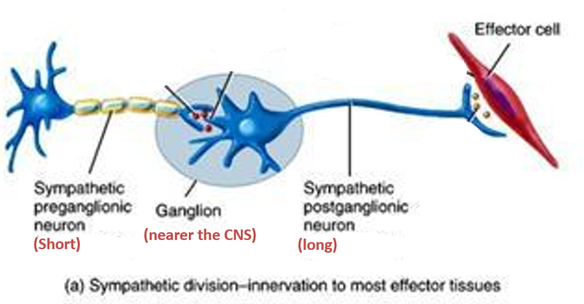 Effector cell
Sympathetic
preganglionic
neuron
(Short)
Ganglion
(nearer the CNS)
Sympathetic
postganglionic
neuron
(long)
(a) Sympathetic division–innervation to most effector tissues